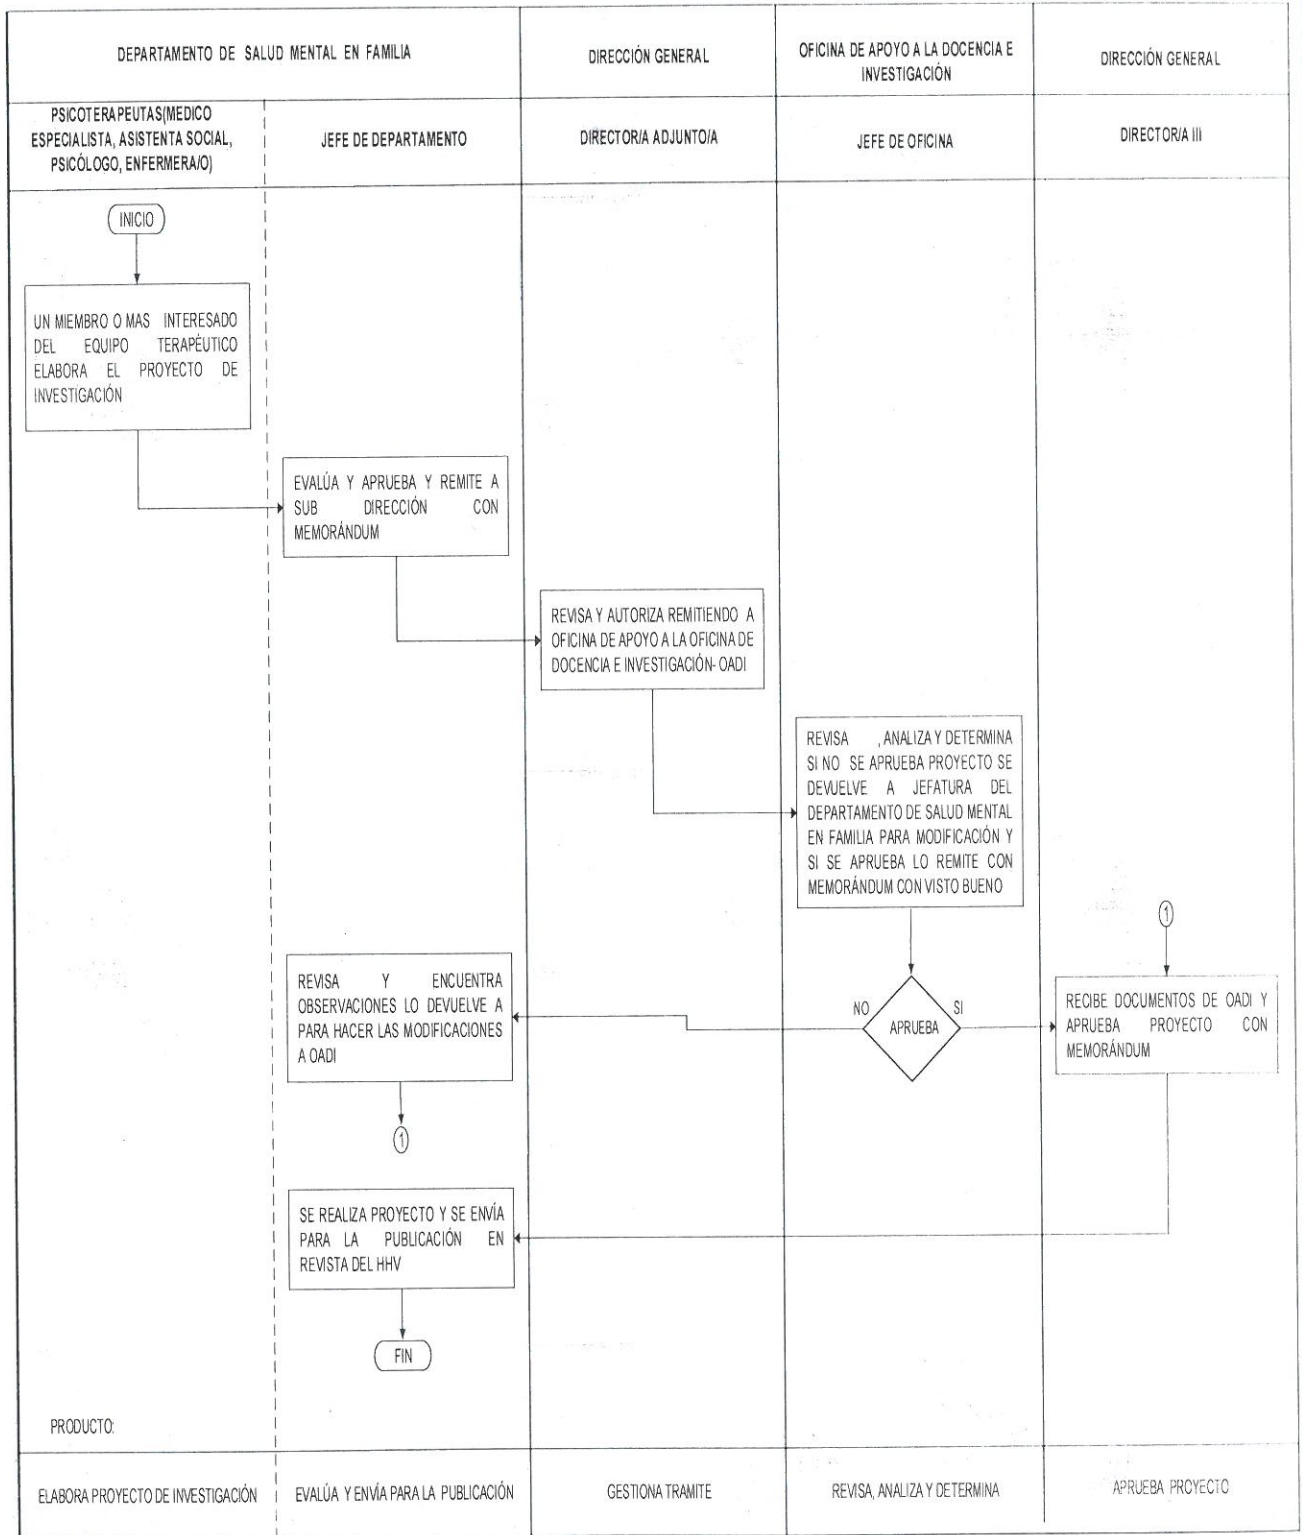 DEPARTAMENTO DE SALUD MENTAL EN FAMILIA
DIRECCIÓN GENERAL
OFICINA DE APOYO A LA DOCENCIA E
INVESTIGACIÓN
DIRECCIÓN GENERAL
PSICOTERAPEUTAS(MEDICO
ESPECIALISTA, ASISTENTA SOCIAL,
PSICÓLOGO, ENFERMERA/O)
JEFE DE DEPARTAMENTO
DIRECTOR/A ADJUNTO/A
JEFE DE OFICINA
DIRECTOR/A III
INICIO
UN MIEMBRO O MAS INTERESADO
DEL EQUIPO TERAPÉUTICO
ELABORA EL PROYECTO DE
INVESTIGACIÓN
EVALÚA Y APRUEBA Y REMITE A
SUB DIRECCIÓN CON
MEMORÁNDUM
REVISA Y AUTORIZA REMITIENDO A
OFICINA DE APOYO A LA OFICINA DE
DOCENCIA E INVESTIGACIÓN- OADI
REVISA , ANALIZA Y DETERMINA
SI NO SE APRUEBA PROYECTO SE
DEVUELVE A JEFATURA DEL
DEPARTAMENTO DE SALUD MENTAL
EN FAMILIA PARA MODIFICACIÓN Y
SI SE APRUEBA LO REMITE CON
MEMORÁNDUM CON VISTO BUENO
1
REVISA Y ENCUENTRA
OBSERVACIONES LO DEVUELVE A
PARA HACER LAS MODIFICACIONES
A OADI
NO
APRUEBA
SI
RECIBE DOCUMENTOS DE OADI Y
APRUEBA PROYECTO CON
MEMORÁNDUM
1
SE REALIZA PROYECTO Y SE ENVÍA
PARA LA PUBLICACIÓN EN
REVISTA DEL HHV
FIN
PRODUCTO:
ELABORA PROYECTO DE INVESTIGACIÓN
EVALÚA Y ENVÍA PARA LA PUBLICACIÓN
GESTIONA TRAMITE
REVISA, ANALIZA Y DETERMINA
APRUEBA PROYECTO